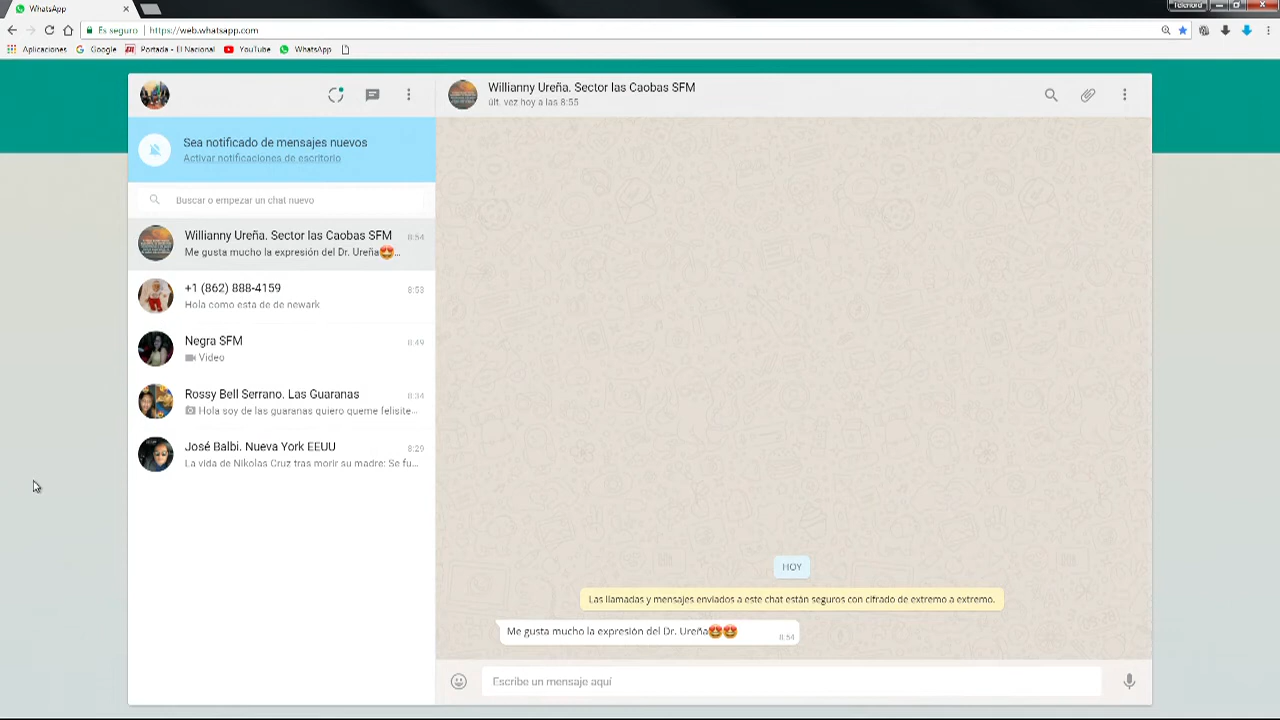 WhatsApp
Telenord
Es seguro | https://web.whatsapp.com
Aplicaciones Google Portada - El Nacional YouTube WhatsApp
Willianny Ureña. Sector las Caobas SFM
últ. vez hoy a las 8:55
Sea notificado de mensajes nuevos
Activar notificaciones de escritorio
Buscar o empezar un chat nuevo
Willianny Ureña. Sector las Caobas SFM 8:54
Me gusta mucho la expresión del Dr. Ureña😍...
+1 (862) 888-4159 8:53
Hola como esta de de newark
Negra SFM 8:49
Video
Rossy Bell Serrano. Las Guaranas 8:34
Hola soy de las guaranas quiero queme felisite...
José Balbi. Nueva York EEUU 8:29
La vida de Nikolas Cruz tras morir su madre: Se fu...
HOY
Las llamadas y mensajes enviados a este chat están seguros con cifrado de extremo a extremo.
Me gusta mucho la expresión del Dr. Ureña😍😍 8:54
Escribe un mensaje aquí